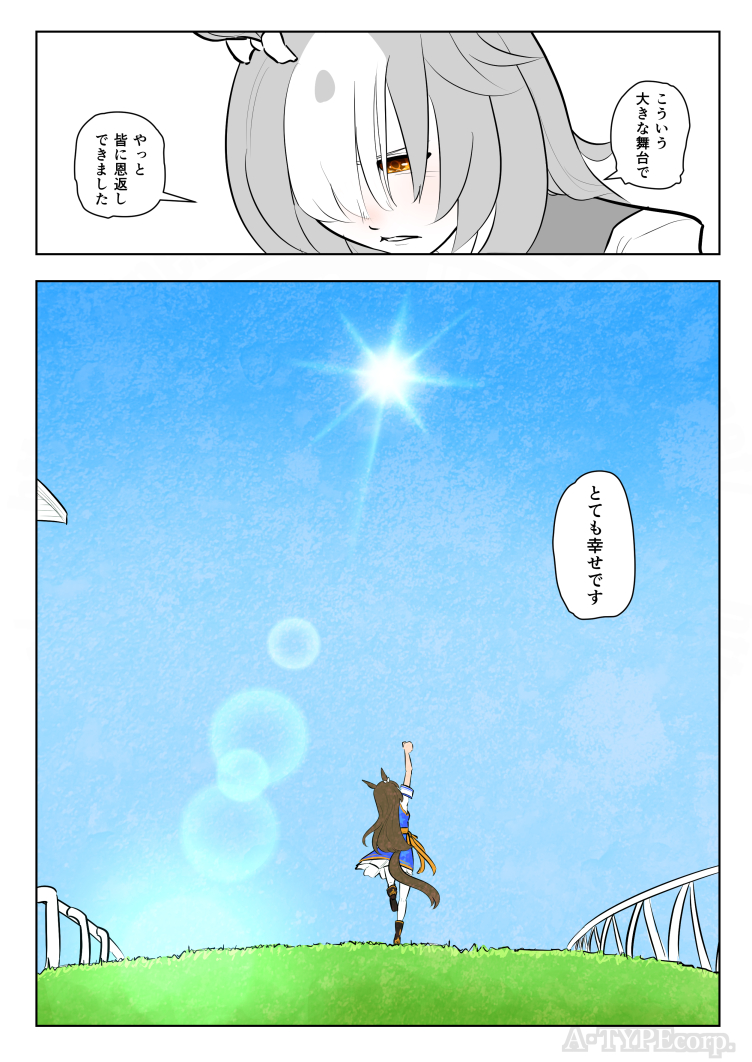 こういう
大きな舞台で
やっと
皆に恩返し
できました
とても幸せです
A-TYPEcorp.